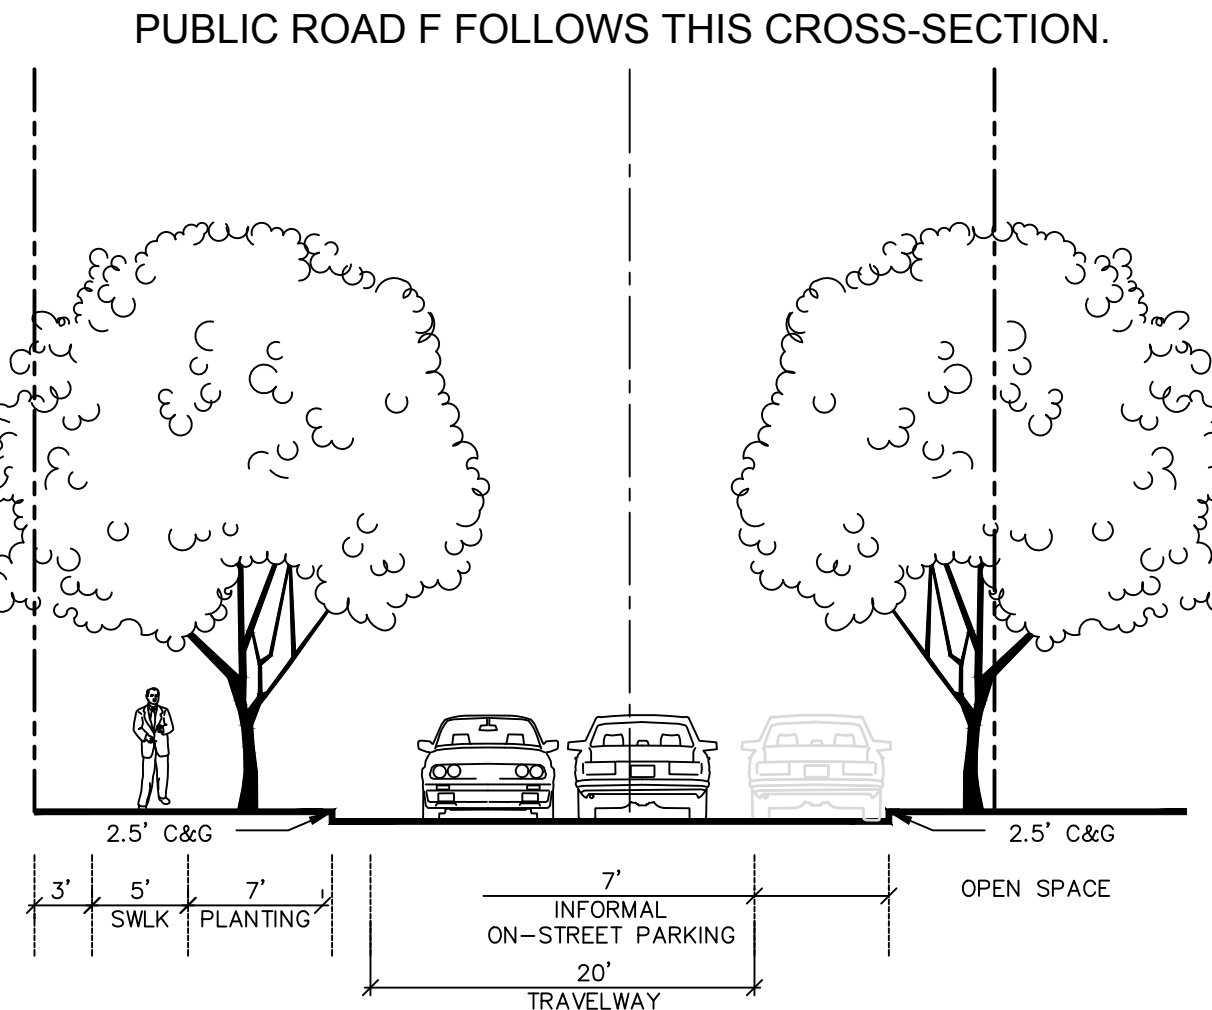 PUBLIC ROAD F FOLLOWS THIS CROSS-SECTION.
2.5' C&G
2.5' C&G
3'
5'
SWLK
7'
PLANTING
7'
INFORMAL
ON-STREET PARKING
OPEN SPACE
20'
TRAVELWAY